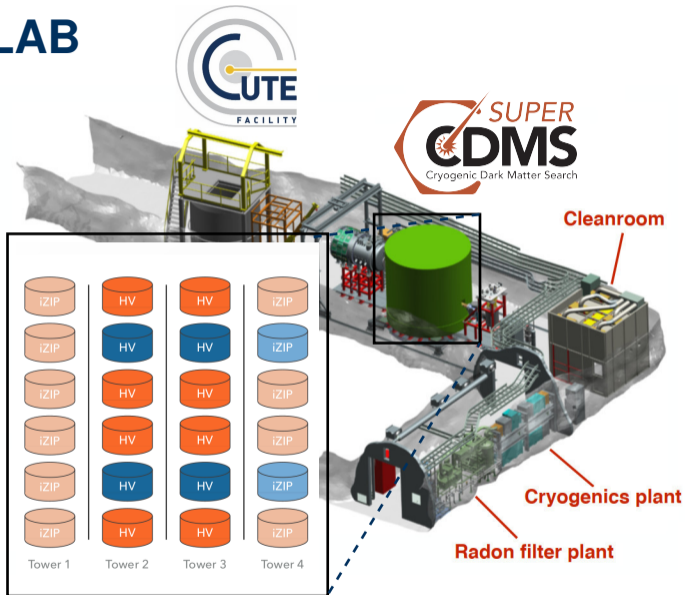 LAB
CUTE
FACILITY
SUPER
CDMS
Cryogenic Dark Matter Search
Cleanroom
iZIP HV HV iZIP
iZIP HV HV iZIP
iZIP HV HV iZIP
iZIP HV HV iZIP
iZIP HV HV iZIP
iZIP HV HV iZIP
Tower 1 Tower 2 Tower 3 Tower 4
Cryogenics plant
Radon filter plant